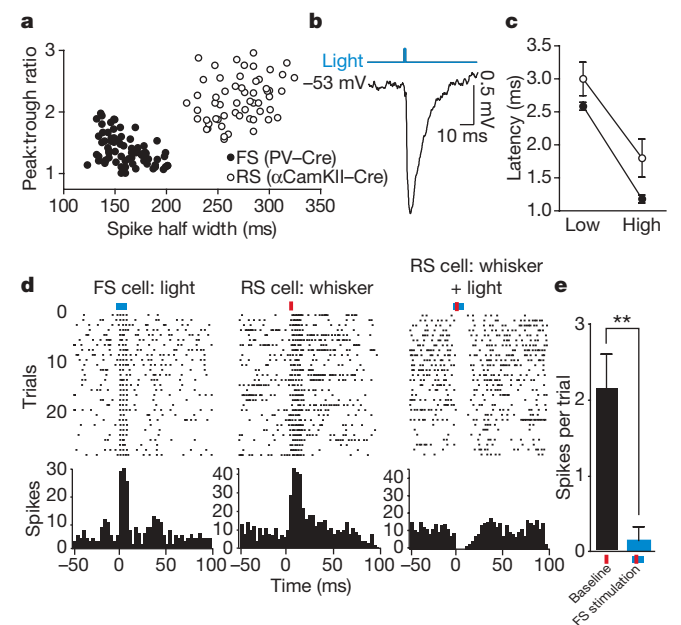 a
Peak:trough ratio
3
2
1
100 150 200 250 300 350
Spike half width (ms)
FS (PV–Cre)
RS (αCamKII–Cre)
b
Light
–53 mV
0.5 mV
10 ms
c
Latency (ms)
3.5
3.0
2.5
2.0
1.5
1.0
Low High
d
FS cell: light
RS cell: whisker
RS cell: whisker
+ light
Trials
0
10
20
Spikes
30
20
10
0
40
30
20
10
0
40
30
20
10
0
–50 0 50 100
–50 0 50 100
–50 0 50 100
Time (ms)
e
Spikes per trial
3
2
1
0
**
Baseline
FS stimulation